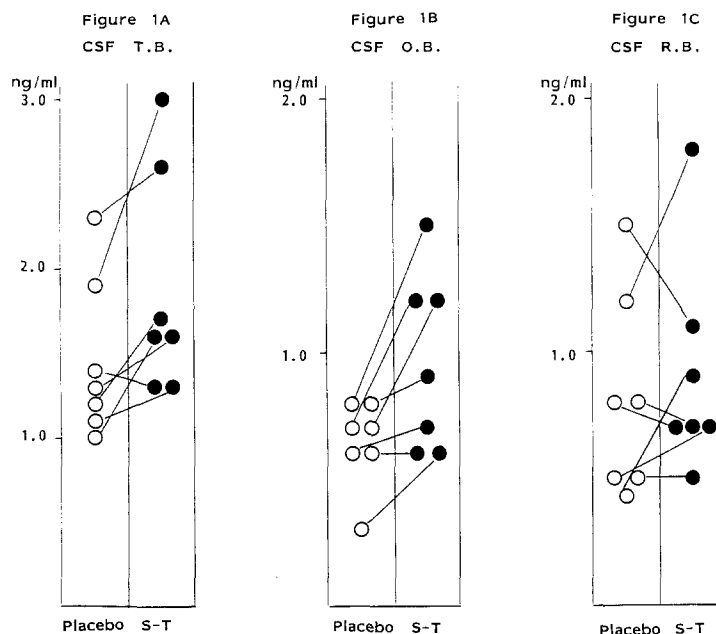 Figure 1A
CSF T.B.
ng/ml
3.0
2.0
1.0
Placebo S-T
Figure 1B
CSF O.B.
ng/ml
2.0
1.0
Placebo S-T
Figure 1C
CSF R.B.
ng/ml
2.0
1.0
Placebo S-T